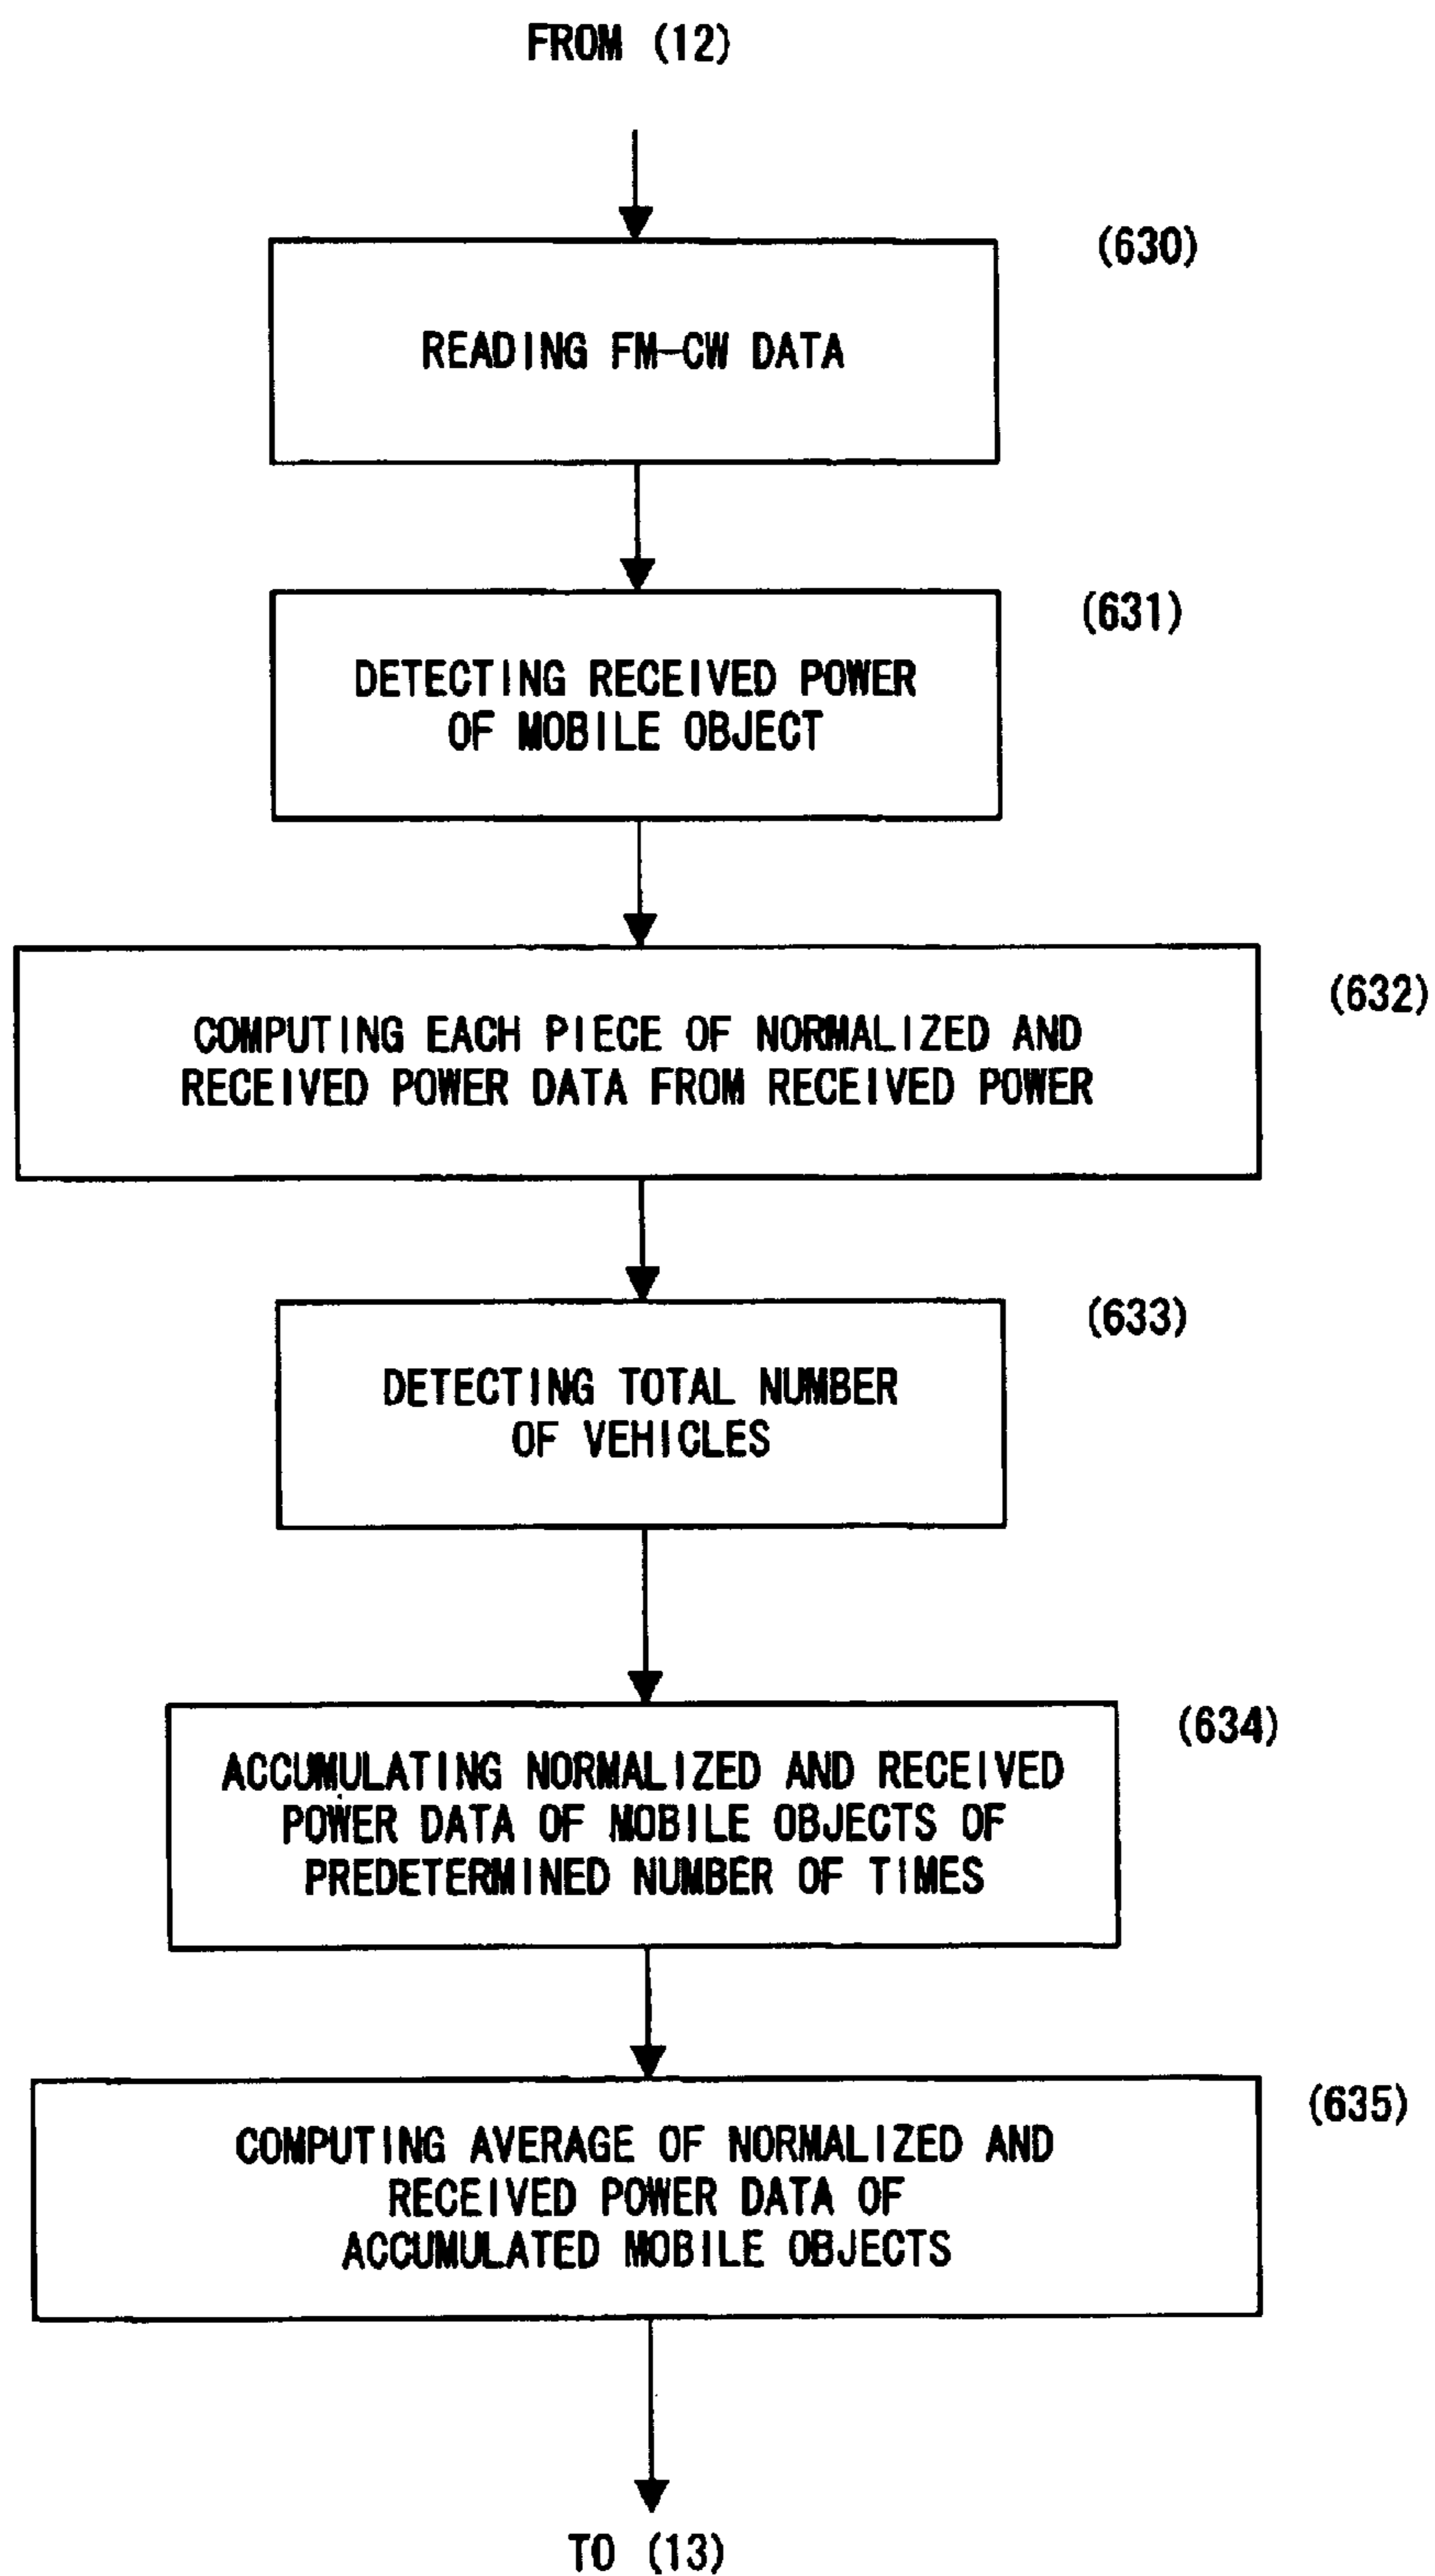 FROM (12)
(630)
READING FM-CW DATA
(631)
DETECTING RECEIVED POWER
OF MOBILE OBJECT
(632)
COMPUTING EACH PIECE OF NORMALIZED AND
RECEIVED POWER DATA FROM RECEIVED POWER
(633)
DETECTING TOTAL NUMBER
OF VEHICLES
(634)
ACCUMULATING NORMALIZED AND RECEIVED
POWER DATA OF MOBILE OBJECTS OF
PREDETERMINED NUMBER OF TIMES
(635)
COMPUTING AVERAGE OF NORMALIZED AND
RECEIVED POWER DATA OF
ACCUMULATED MOBILE OBJECTS
TO (13)